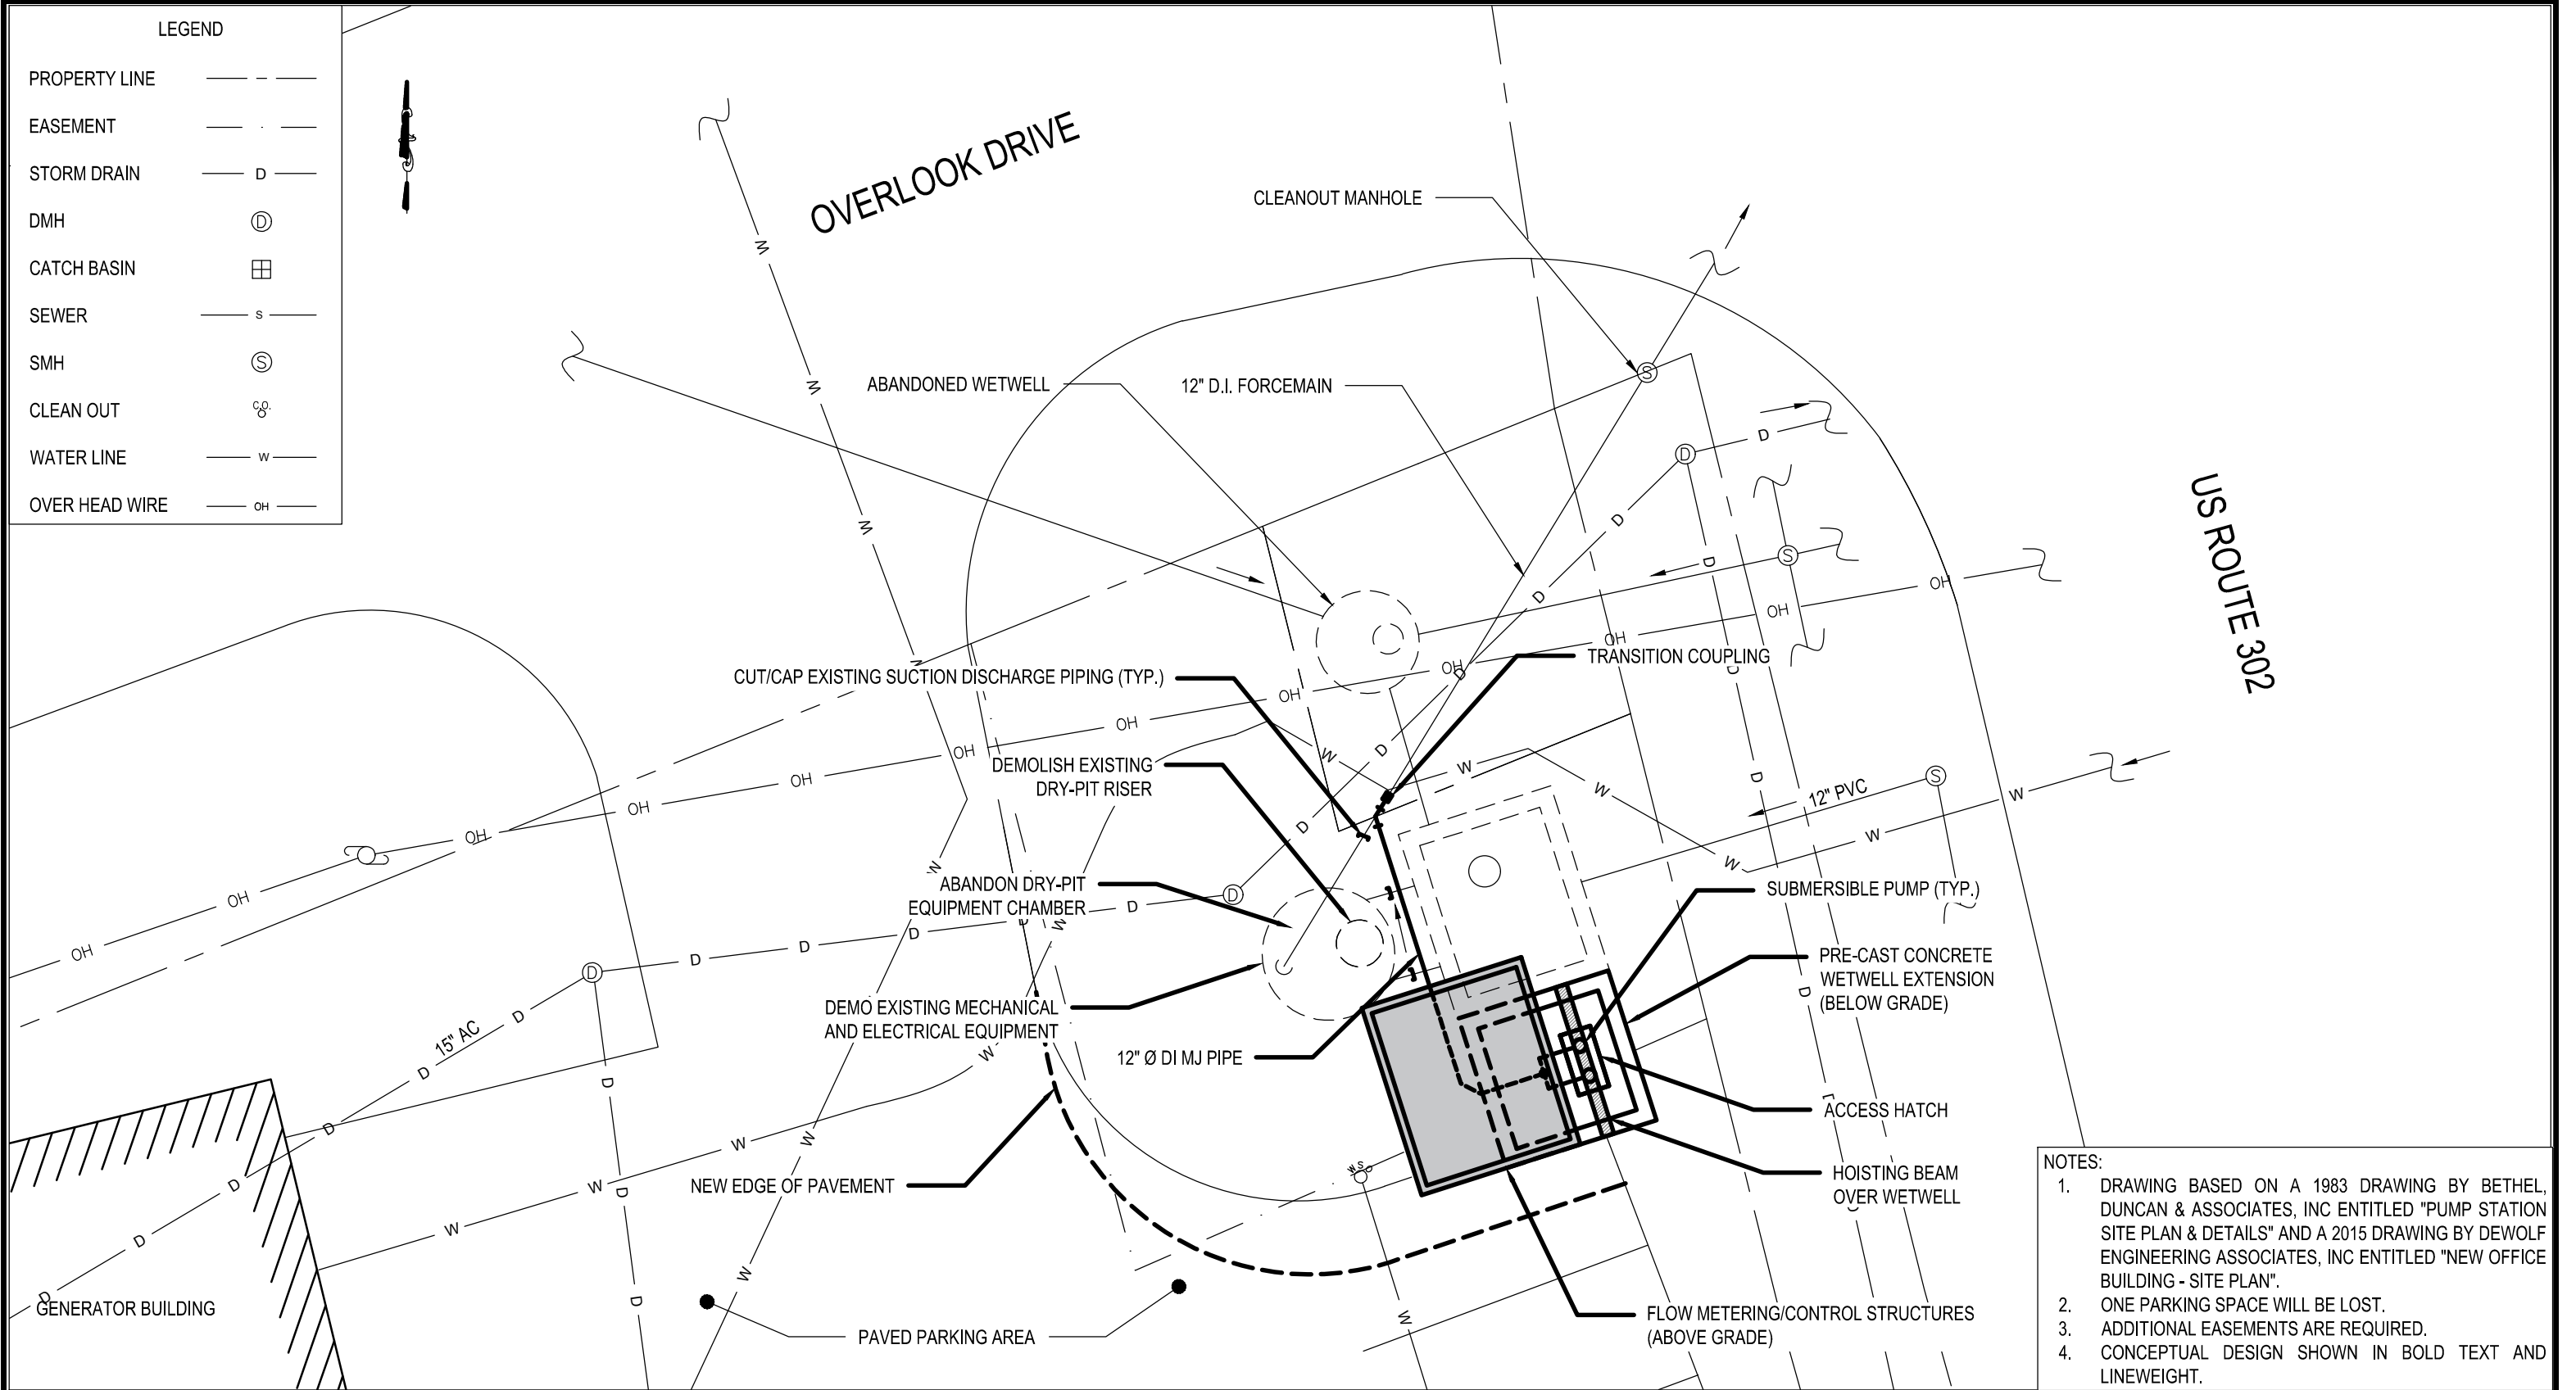 LEGEND
PROPERTY LINE
EASEMENT
STORM DRAIN D
DMH D
CATCH BASIN
SEWER S
SMH S
CLEAN OUT C.O.
WATER LINE W
OVER HEAD WIRE OH
OVERLOOK DRIVE
US ROUTE 302
CLEANOUT MANHOLE
ABANDONED WETWELL
12" D.I. FORCEMAIN
CUT/CAP EXISTING SUCTION DISCHARGE PIPING (TYP.)
TRANSITION COUPLING
DEMOLISH EXISTING
DRY-PIT RISER
12" PVC
ABANDON DRY-PIT
EQUIPMENT CHAMBER
SUBMERSIBLE PUMP (TYP.)
PRE-CAST CONCRETE
WETWELL EXTENSION
(BELOW GRADE)
DEMO EXISTING MECHANICAL
AND ELECTRICAL EQUIPMENT
15" AC
12" Ø DI MJ PIPE
ACCESS HATCH
WSO
NEW EDGE OF PAVEMENT
HOISTING BEAM
OVER WETWELL
GENERATOR BUILDING
PAVED PARKING AREA
FLOW METERING/CONTROL STRUCTURES
(ABOVE GRADE)
NOTES:
1. DRAWING BASED ON A 1983 DRAWING BY BETHEL,
DUNCAN & ASSOCIATES, INC ENTITLED "PUMP STATION
SITE PLAN & DETAILS" AND A 2015 DRAWING BY DEWOLF
ENGINEERING ASSOCIATES, INC ENTITLED "NEW OFFICE
BUILDING - SITE PLAN".
2. ONE PARKING SPACE WILL BE LOST.
3. ADDITIONAL EASEMENTS ARE REQUIRED.
4. CONCEPTUAL DESIGN SHOWN IN BOLD TEXT AND
LINEWEIGHT.